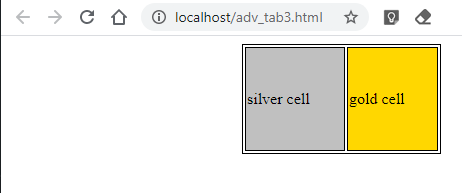 localhost/adv_tab3.html
silver cell gold cell